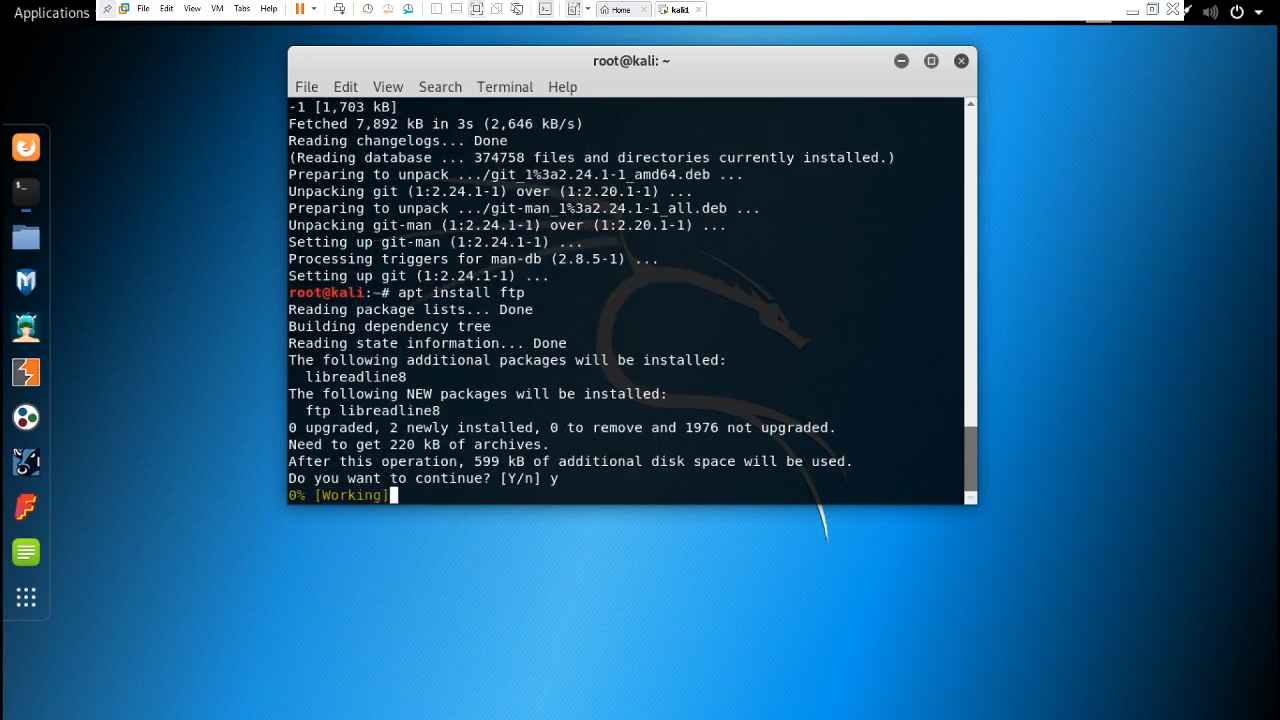 Applications
File Edit View VM Tabs Help
Home
kali1
root@kali: ~
File Edit View Search Terminal Help
-1 [1,703 kB]
Fetched 7,892 kB in 3s (2,646 kB/s)
Reading changelogs... Done
(Reading database ... 374758 files and directories currently installed.)
Preparing to unpack .../git_1%3a2.24.1-1_amd64.deb ...
Unpacking git (1:2.24.1-1) over (1:2.20.1-1) ...
Preparing to unpack .../git-man_1%3a2.24.1-1_all.deb ...
Unpacking git-man (1:2.24.1-1) over (1:2.20.1-1) ...
Setting up git-man (1:2.24.1-1) ...
Processing triggers for man-db (2.8.5-1) ...
Setting up git (1:2.24.1-1) ...
root@kali:~# apt install ftp
Reading package lists... Done
Building dependency tree
Reading state information... Done
The following additional packages will be installed:
  libreadline8
The following NEW packages will be installed:
  ftp libreadline8
0 upgraded, 2 newly installed, 0 to remove and 1976 not upgraded.
Need to get 220 kB of archives.
After this operation, 599 kB of additional disk space will be used.
Do you want to continue? [Y/n] y
0% [Working]